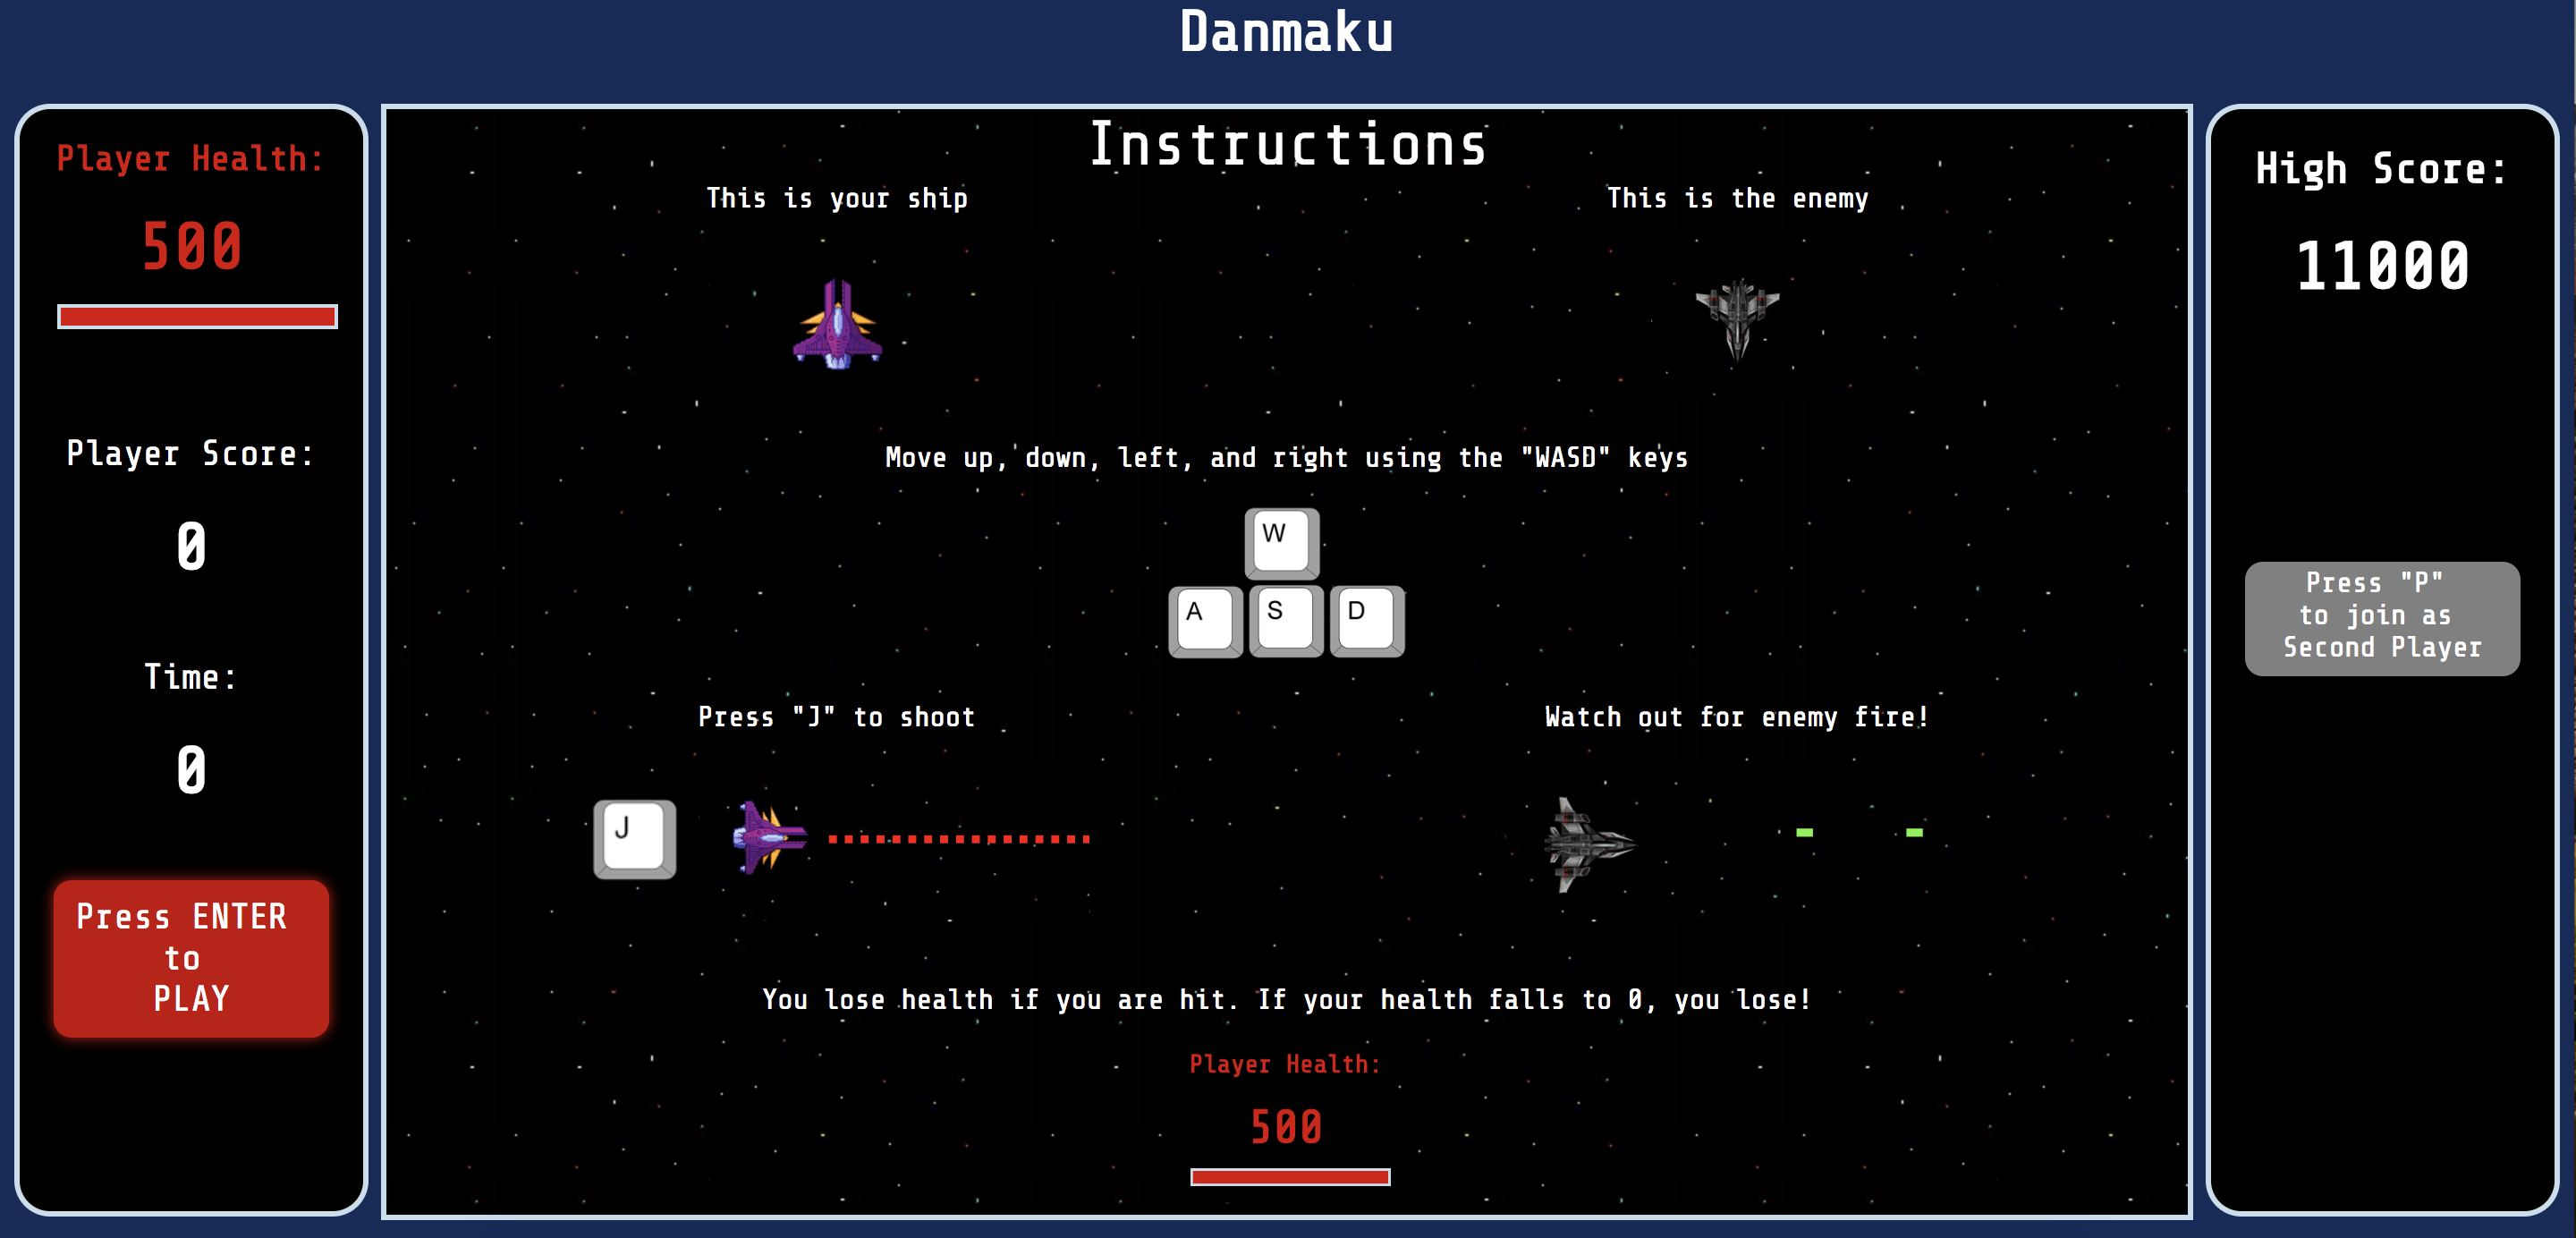 Danmaku
Player Health:
500
Player Score:
0
Time:
0
Press ENTER
to
PLAY
Instructions
This is your ship
This is the enemy
Move up, down, left, and right using the "WASD" keys
W
A S D
Press "J" to shoot
Watch out for enemy fire!
J
You lose health if you are hit. If your health falls to 0, you lose!
Player Health:
500
High Score:
11000
Press "P"
to join as
Second Player